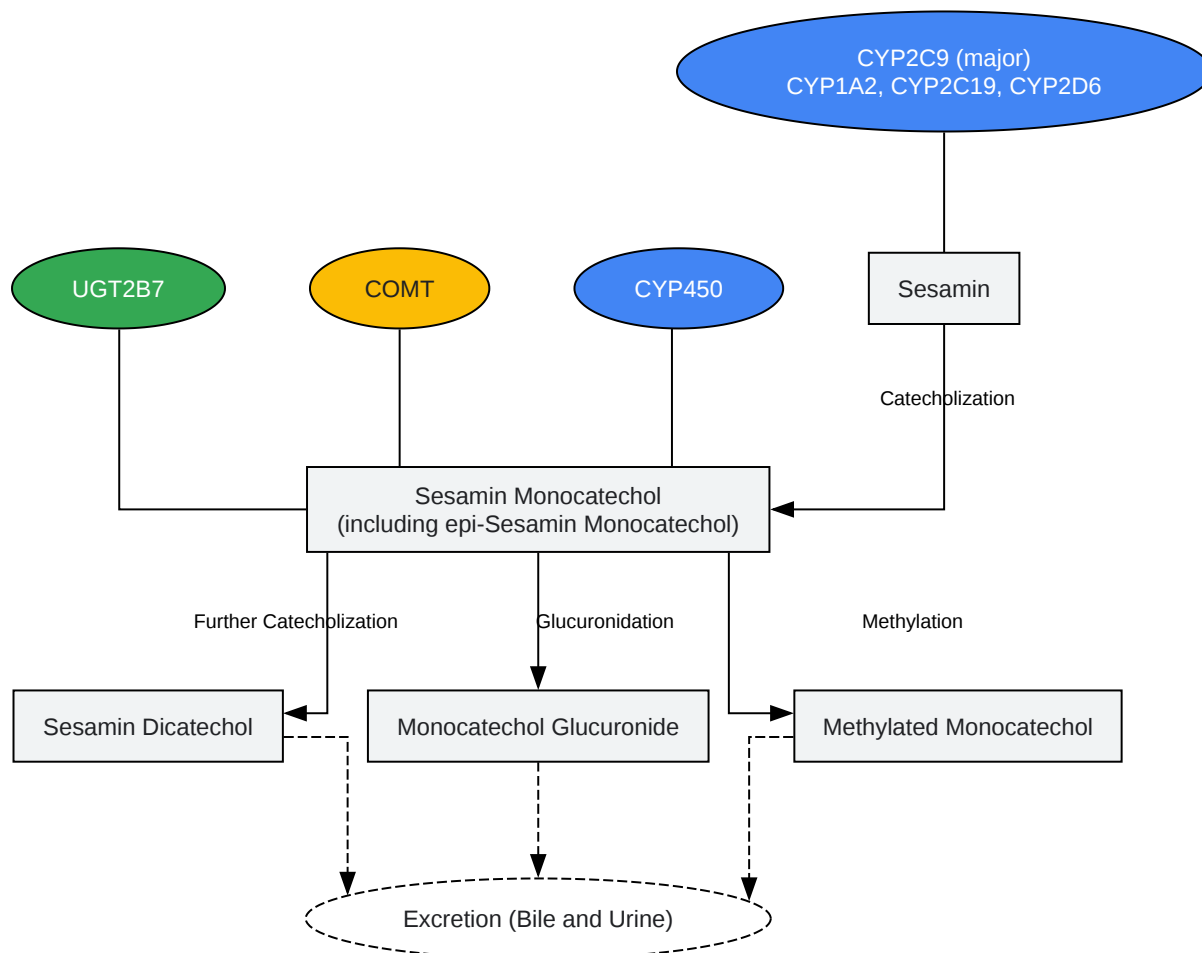 CYP2C9 (major)
CYP1A2, CYP2C19, CYP2D6
UGT2B7
COMT
CYP450
Sesamin
Catecholization
Sesamin Monocatechol
(including epi-Sesamin Monocatechol)
Further Catecholization
Glucuronidation
Methylation
Sesamin Dicatechol
Monocatechol Glucuronide
Methylated Monocatechol
Excretion (Bile and Urine)